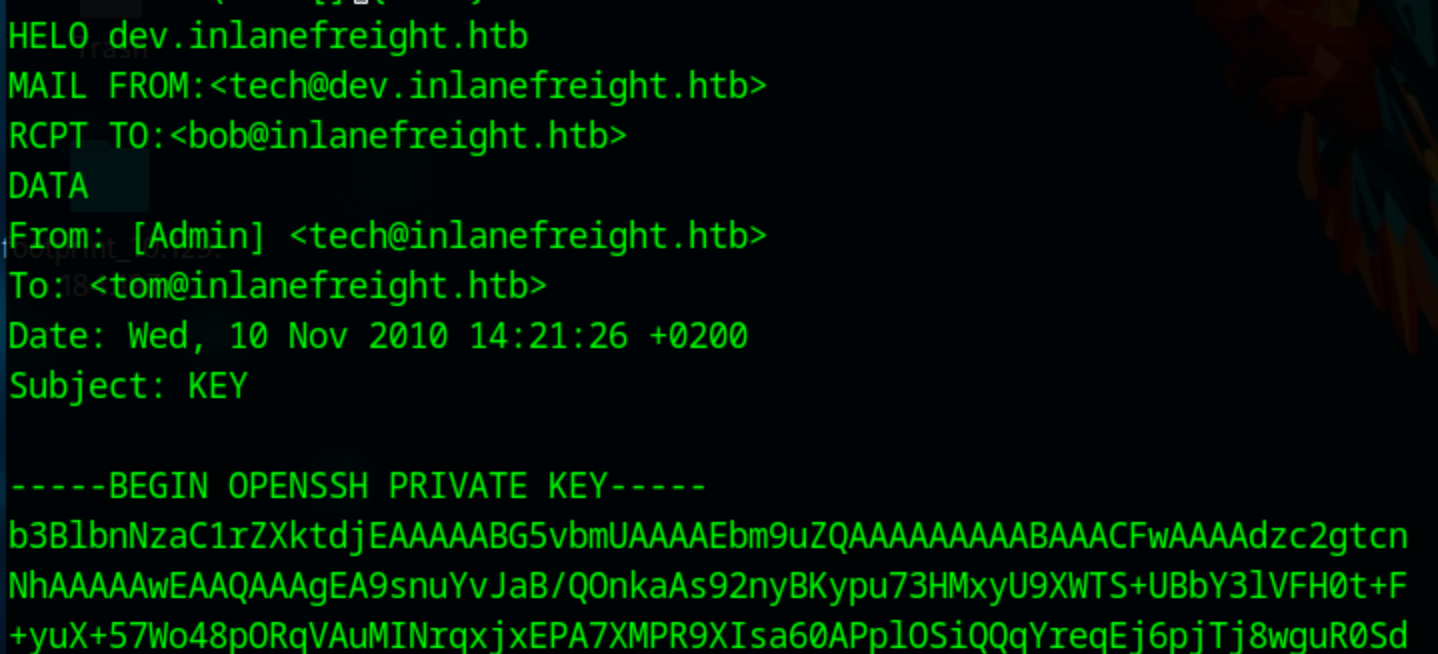 HELO dev.inlanefreight.htb
MAIL FROM:<tech@dev.inlanefreight.htb>
RCPT TO:<bob@inlanefreight.htb>
DATA
From: [Admin] <tech@inlanefreight.htb>
To: <tom@inlanefreight.htb>
Date: Wed, 10 Nov 2010 14:21:26 +0200
Subject: KEY
-----BEGIN OPENSSH PRIVATE KEY-----
b3BlbnNzaC1rZXktdjEAAAAABG5vbmUAAAAEbm9uZQAAAAAAAAABAAACFwAAAAdzc2gtcn
NhAAAAAwEAAQAAAgEA9snuYvJaB/QOnkaAs92nyBKypu73HMxyU9XWTS+UBbY3lVFH0t+F
+yuX+57Wo48pORqVAuMINrqxjxEPA7XMPR9XIsa60APplOSiQQqYreqEj6pjTj8wguR0Sd